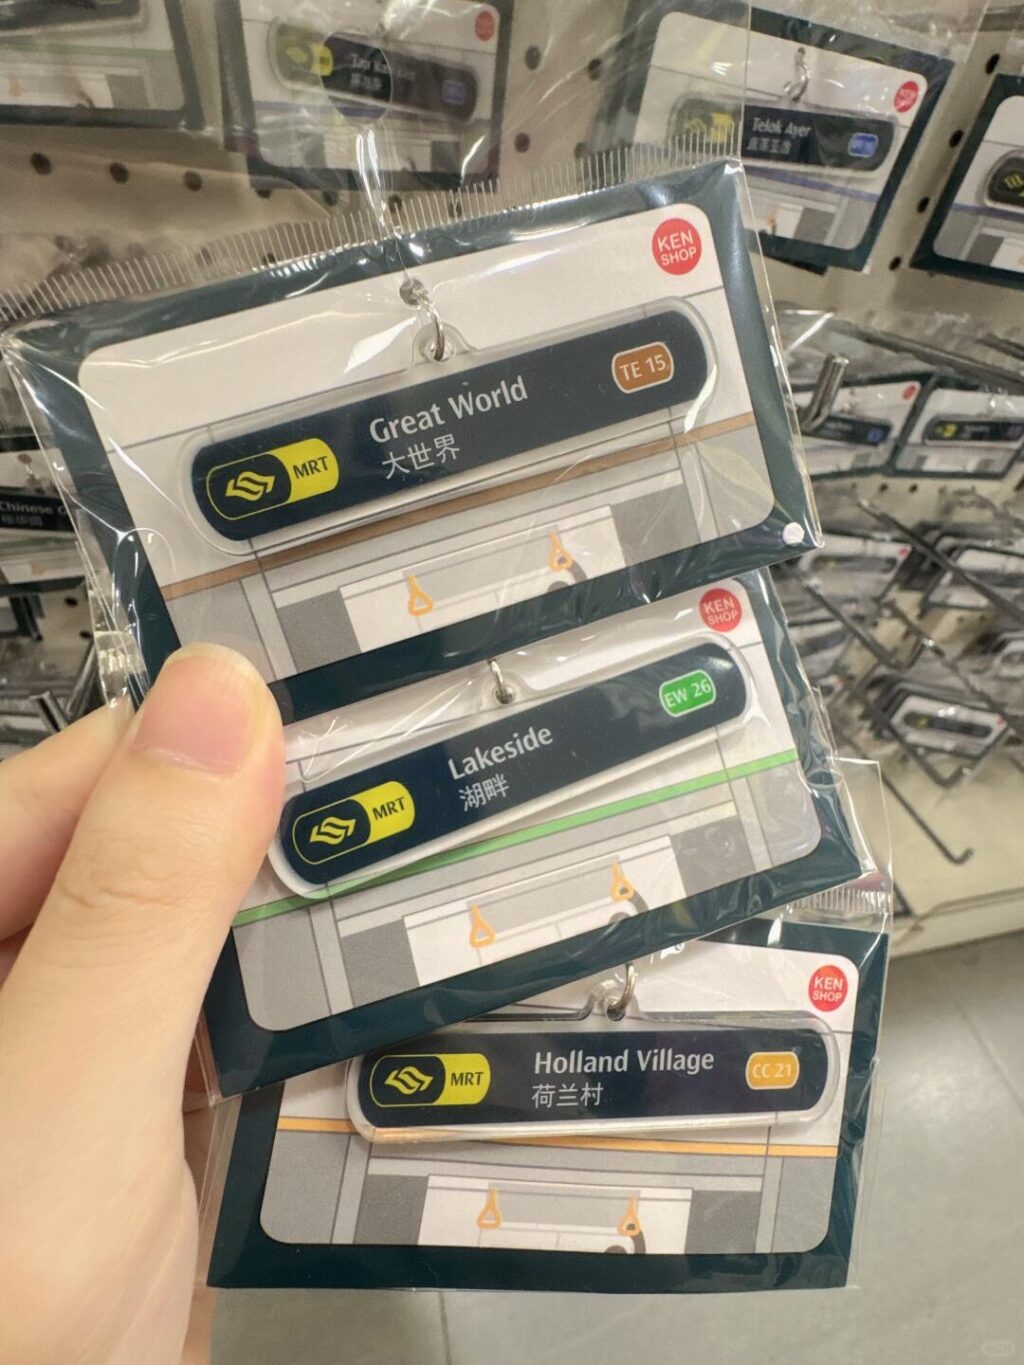 Telok Ayer
KEN
SHOP
Great World
大世界
TE 15
MRT
Chinese G
KEN
SHOP
Lakeside
湖畔
EW 26
MRT
KEN
SHOP
Holland Village
荷兰村
CC 21
MRT